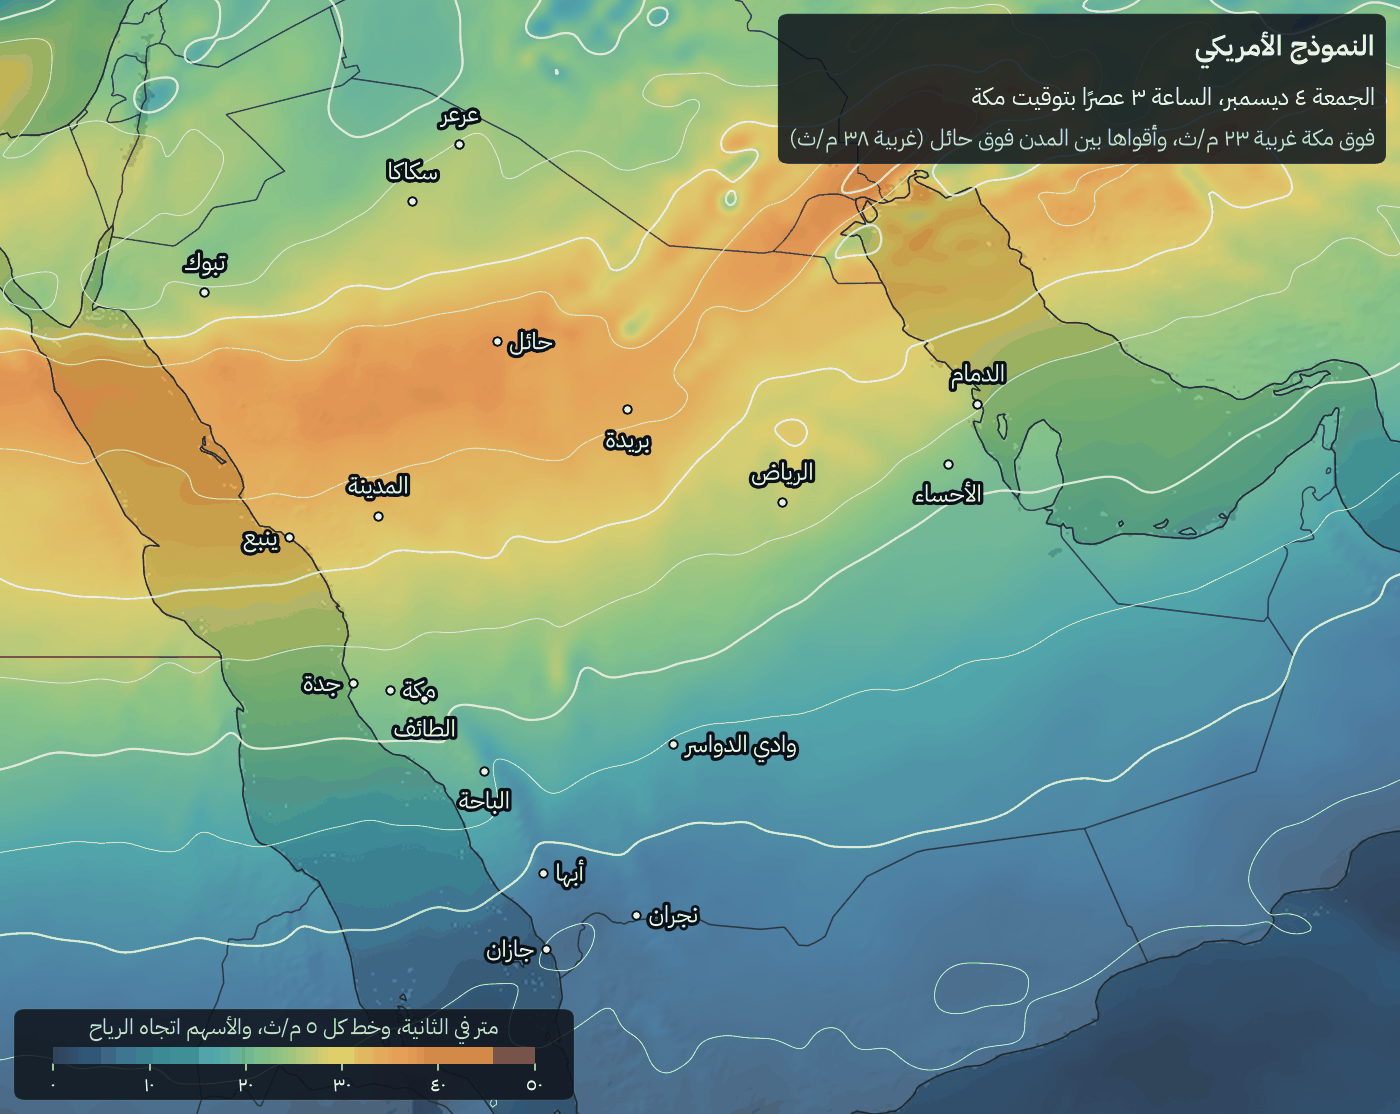 النموذج الأمريكي
الجمعة ٤ ديسمبر، الساعة ٣ عصرًا بتوقيت مكة
فوق مكة غربية ٢٣ م/ث، وأقواها بين المدن فوق حائل (غربية ٣٨ م/ث)
عرعر
سكاكا
تبوك
حائل
الدمام
بريدة
الرياض
المدينة
الأحساء
ينبع
جدة
مكة
الطائف
وادي الدواسر
الباحة
أبها
نجران
جازان
متر في الثانية، وخط كل ٥ م/ث، والأسهم اتجاه الرياح
٠ ١٠ ٢٠ ٣٠ ٤٠ ٥٠